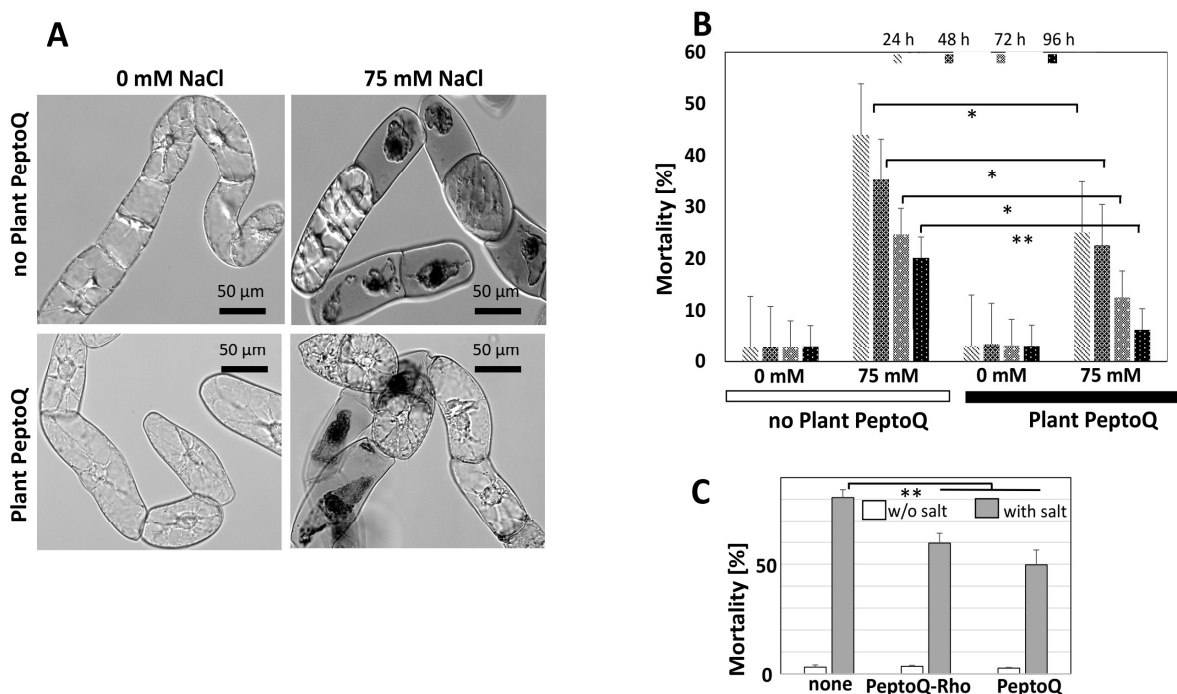 A
0 mM NaCl
75 mM NaCl
no Plant PeptoQ
50 µm
50 µm
Plant PeptoQ
50 µm
50 µm
B
24 h 48 h 72 h 96 h
Mortality [%]
60
50
40
30
20
10
0
*
*
*
**
0 mM 75 mM 0 mM 75 mM
no Plant PeptoQ Plant PeptoQ
C
**
w/o salt with salt
Mortality [%]
50
0
none PeptoQ-Rho PeptoQ